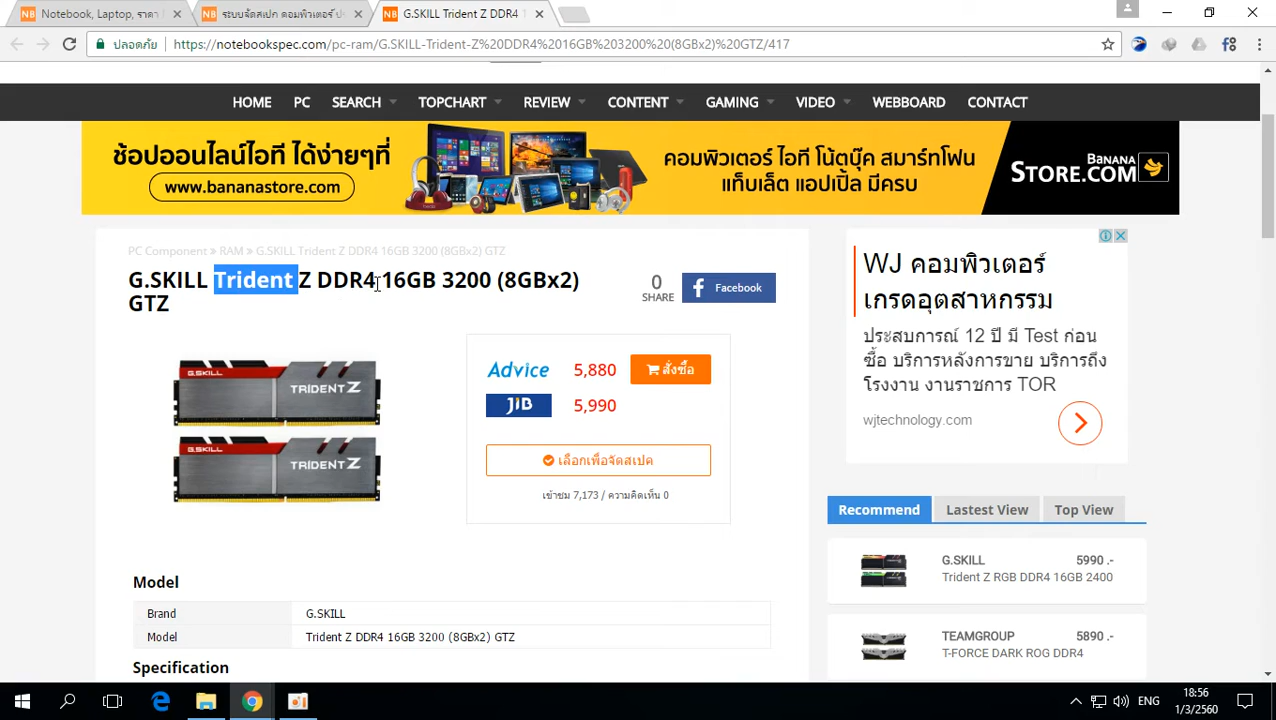 Notebook, Laptop, ราคา
ระบบจัดสเปก คอมพิวเตอร์ ประ
G.SKILL Trident Z DDR4 1
ปลอดภัย
https://notebookspec.com/pc-ram/G.SKILL-Trident-Z%20DDR4%2016GB%203200%20(8GBx2)%20GTZ/417
HOME PC SEARCH TOPCHART REVIEW CONTENT GAMING VIDEO WEBBOARD CONTACT
ช้อปออนไลน์ไอที ได้ง่ายๆที่
www.bananastore.com
คอมพิวเตอร์ ไอที โน้ตบุ๊ค สมาร์ทโฟน
แท็บเล็ต แอปเปิ้ล มีครบ
BANANA
STORE.COM
PC Component » RAM » G.SKILL Trident Z DDR4 16GB 3200 (8GBx2) GTZ
G.SKILL Trident Z DDR4 16GB 3200 (8GBx2)
GTZ
0
SHARE
Facebook
G.SKILL
TRIDENT Z
G.SKILL
TRIDENT Z
Advice 5,880 สั่งซื้อ
JIB 5,990
เลือกเพื่อจัดสเปค
เข้าชม 7,173 / ความคิดเห็น 0
Model
Brand G.SKILL
Model Trident Z DDR4 16GB 3200 (8GBx2) GTZ
Specification
WJ คอมพิวเตอร์
เกรดอุตสาหกรรม
ประสบการณ์ 12 ปี มี Test ก่อน
ซื้อ บริการหลังการขาย บริการถึง
โรงงาน งานราชการ TOR
wjtechnology.com
Recommend Lastest View Top View
G.SKILL 5990 .-
Trident Z RGB DDR4 16GB 2400
TEAMGROUP 5890 .-
T-FORCE DARK ROG DDR4
ENG
18:56
1/3/2560